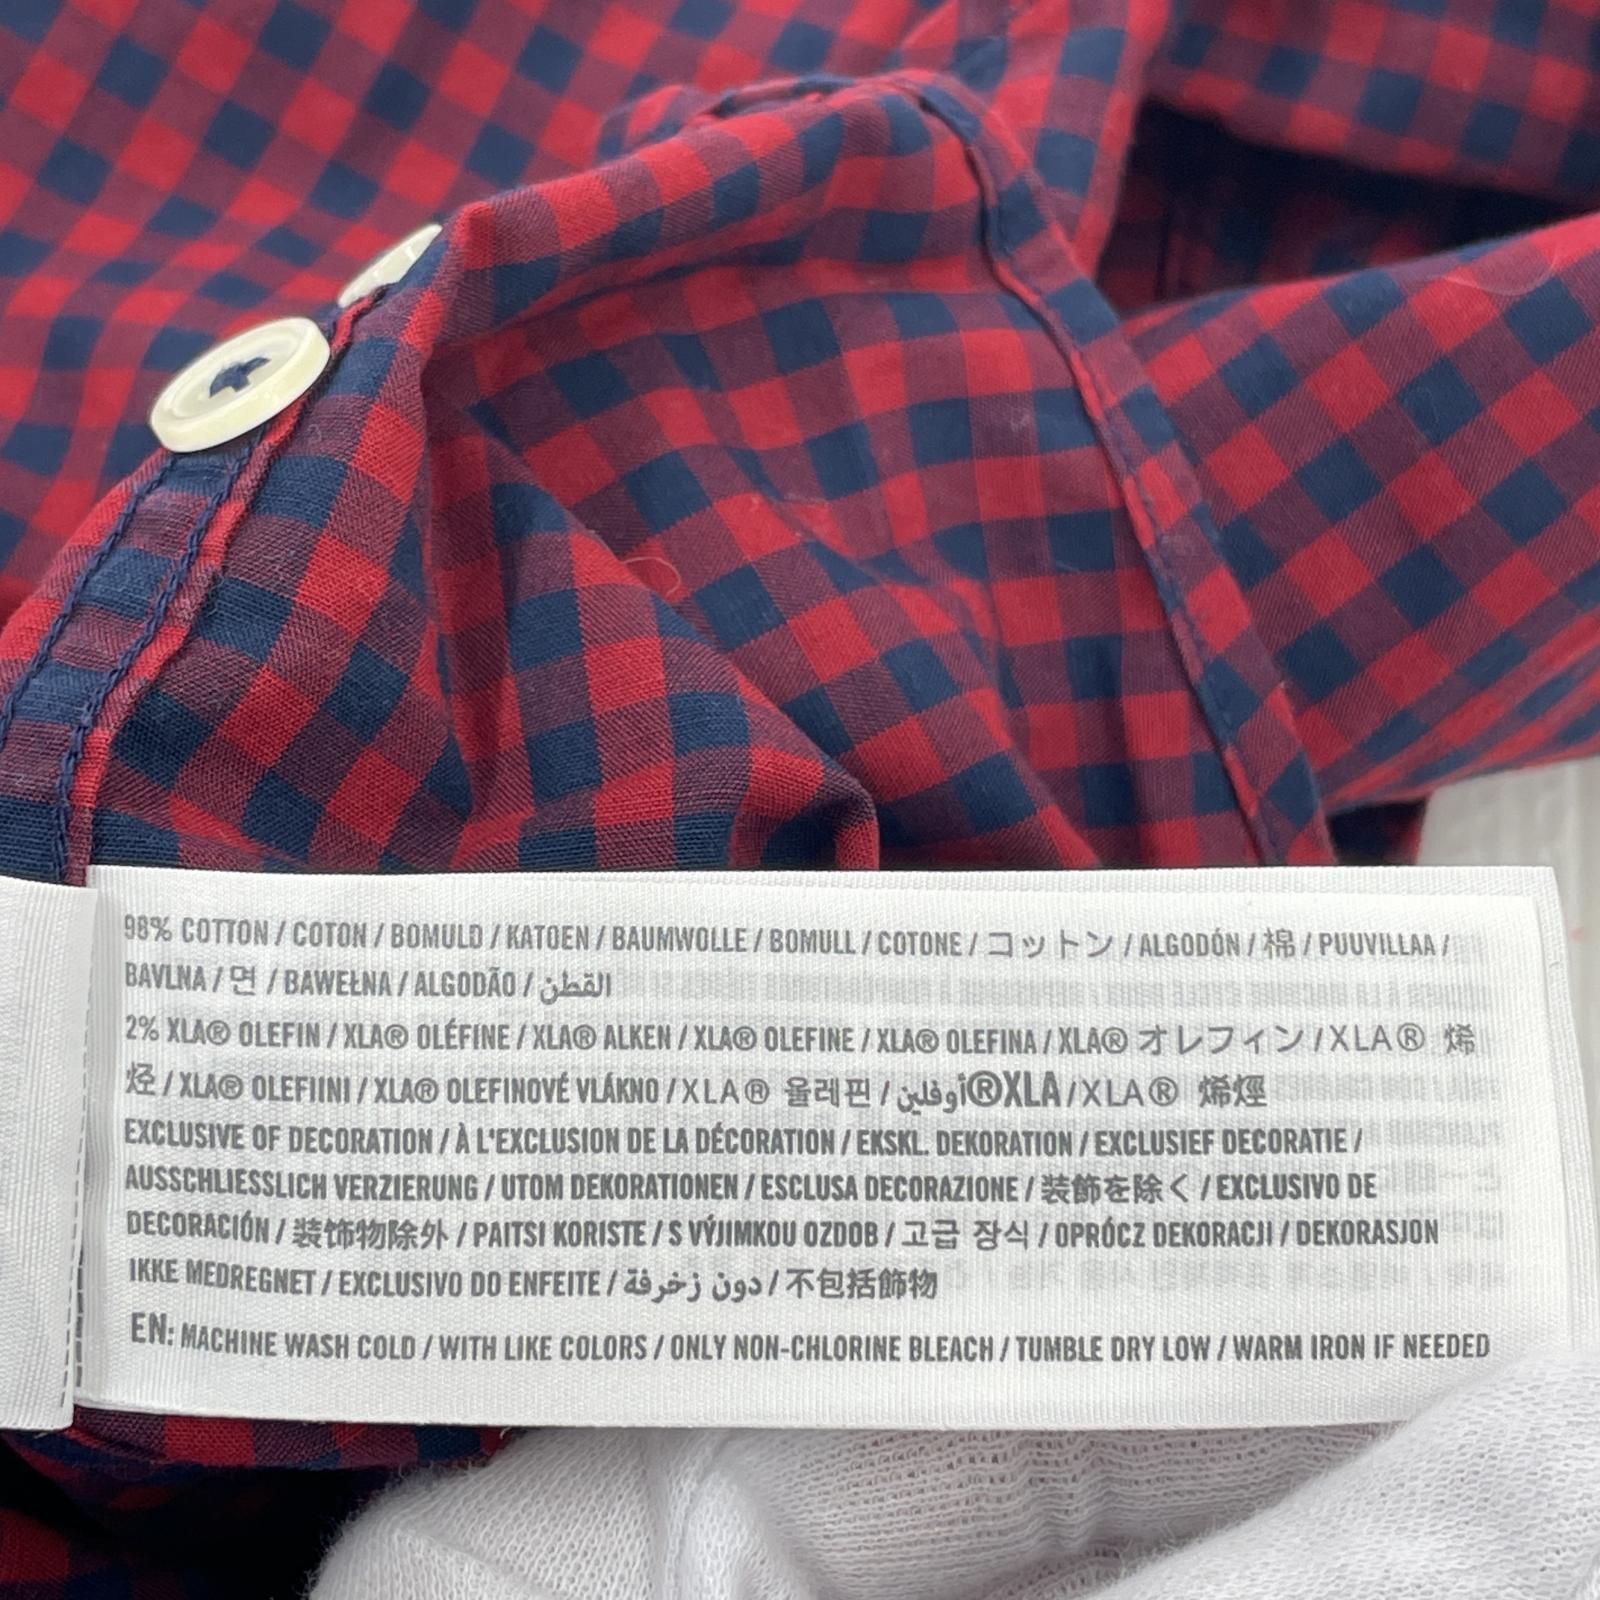 98% COTTON / COTON / BOMULD / KATOEN / BAUMWOLLE / BOMULL / COTONE / コットン / ALGODÓN / 棉 / PUUVILLAA /
BAVLNA / 면 / BAWEŁNA / ALGODÃO / القطن
2% XLA® OLEFIN / XLA® OLÉFINE / XLA® ALKEN / XLA® OLEFINE / XLA® OLEFINA / XLA® オレフィン / XLA® 烯
烃 / XLA® OLEFIINI / XLA® OLEFINOVÉ VLÁKNO / XLA® 올레핀 / أوفلين®XLA / XLA® 烯烴
EXCLUSIVE OF DECORATION / À L'EXCLUSION DE LA DÉCORATION / EKSKL. DEKORATION / EXCLUSIEF DECORATIE /
AUSSCHLIESSLICH VERZIERUNG / UTOM DEKORATIONEN / ESCLUSA DECORAZIONE / 装飾を除く / EXCLUSIVO DE
DECORACIÓN / 装饰物除外 / PAITSI KORISTE / S VÝJIMKOU OZDOB / 고급 장식 / OPRÓCZ DEKORACJI / DEKORASJON
IKKE MEDREGNET / EXCLUSIVO DO ENFEITE / دون زخرفة / 不包括飾物
EN: MACHINE WASH COLD / WITH LIKE COLORS / ONLY NON-CHLORINE BLEACH / TUMBLE DRY LOW / WARM IRON IF NEEDED